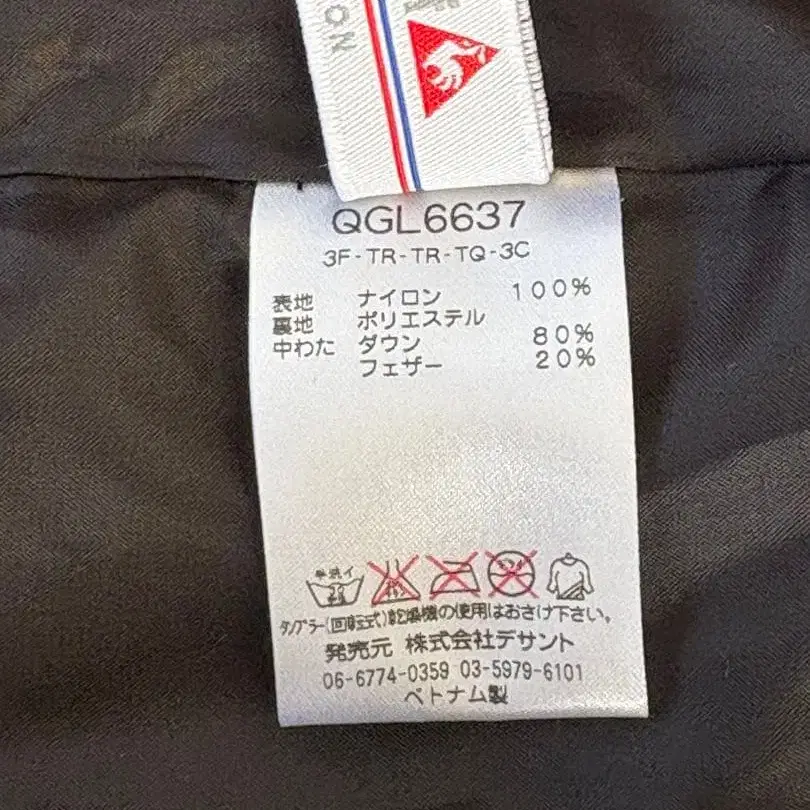 ON
QGL6637
3F-TR-TR-TQ-3C
表地 ナイロン 100%
裏地 ポリエステル
中わた ダウン 80%
フェザー 20%
手洗イ
タンブラー(回転式)乾燥機の使用はおさけ下さい。
発売元 株式会社デサント
06-6774-0359 03-5979-6101
ベトナム製